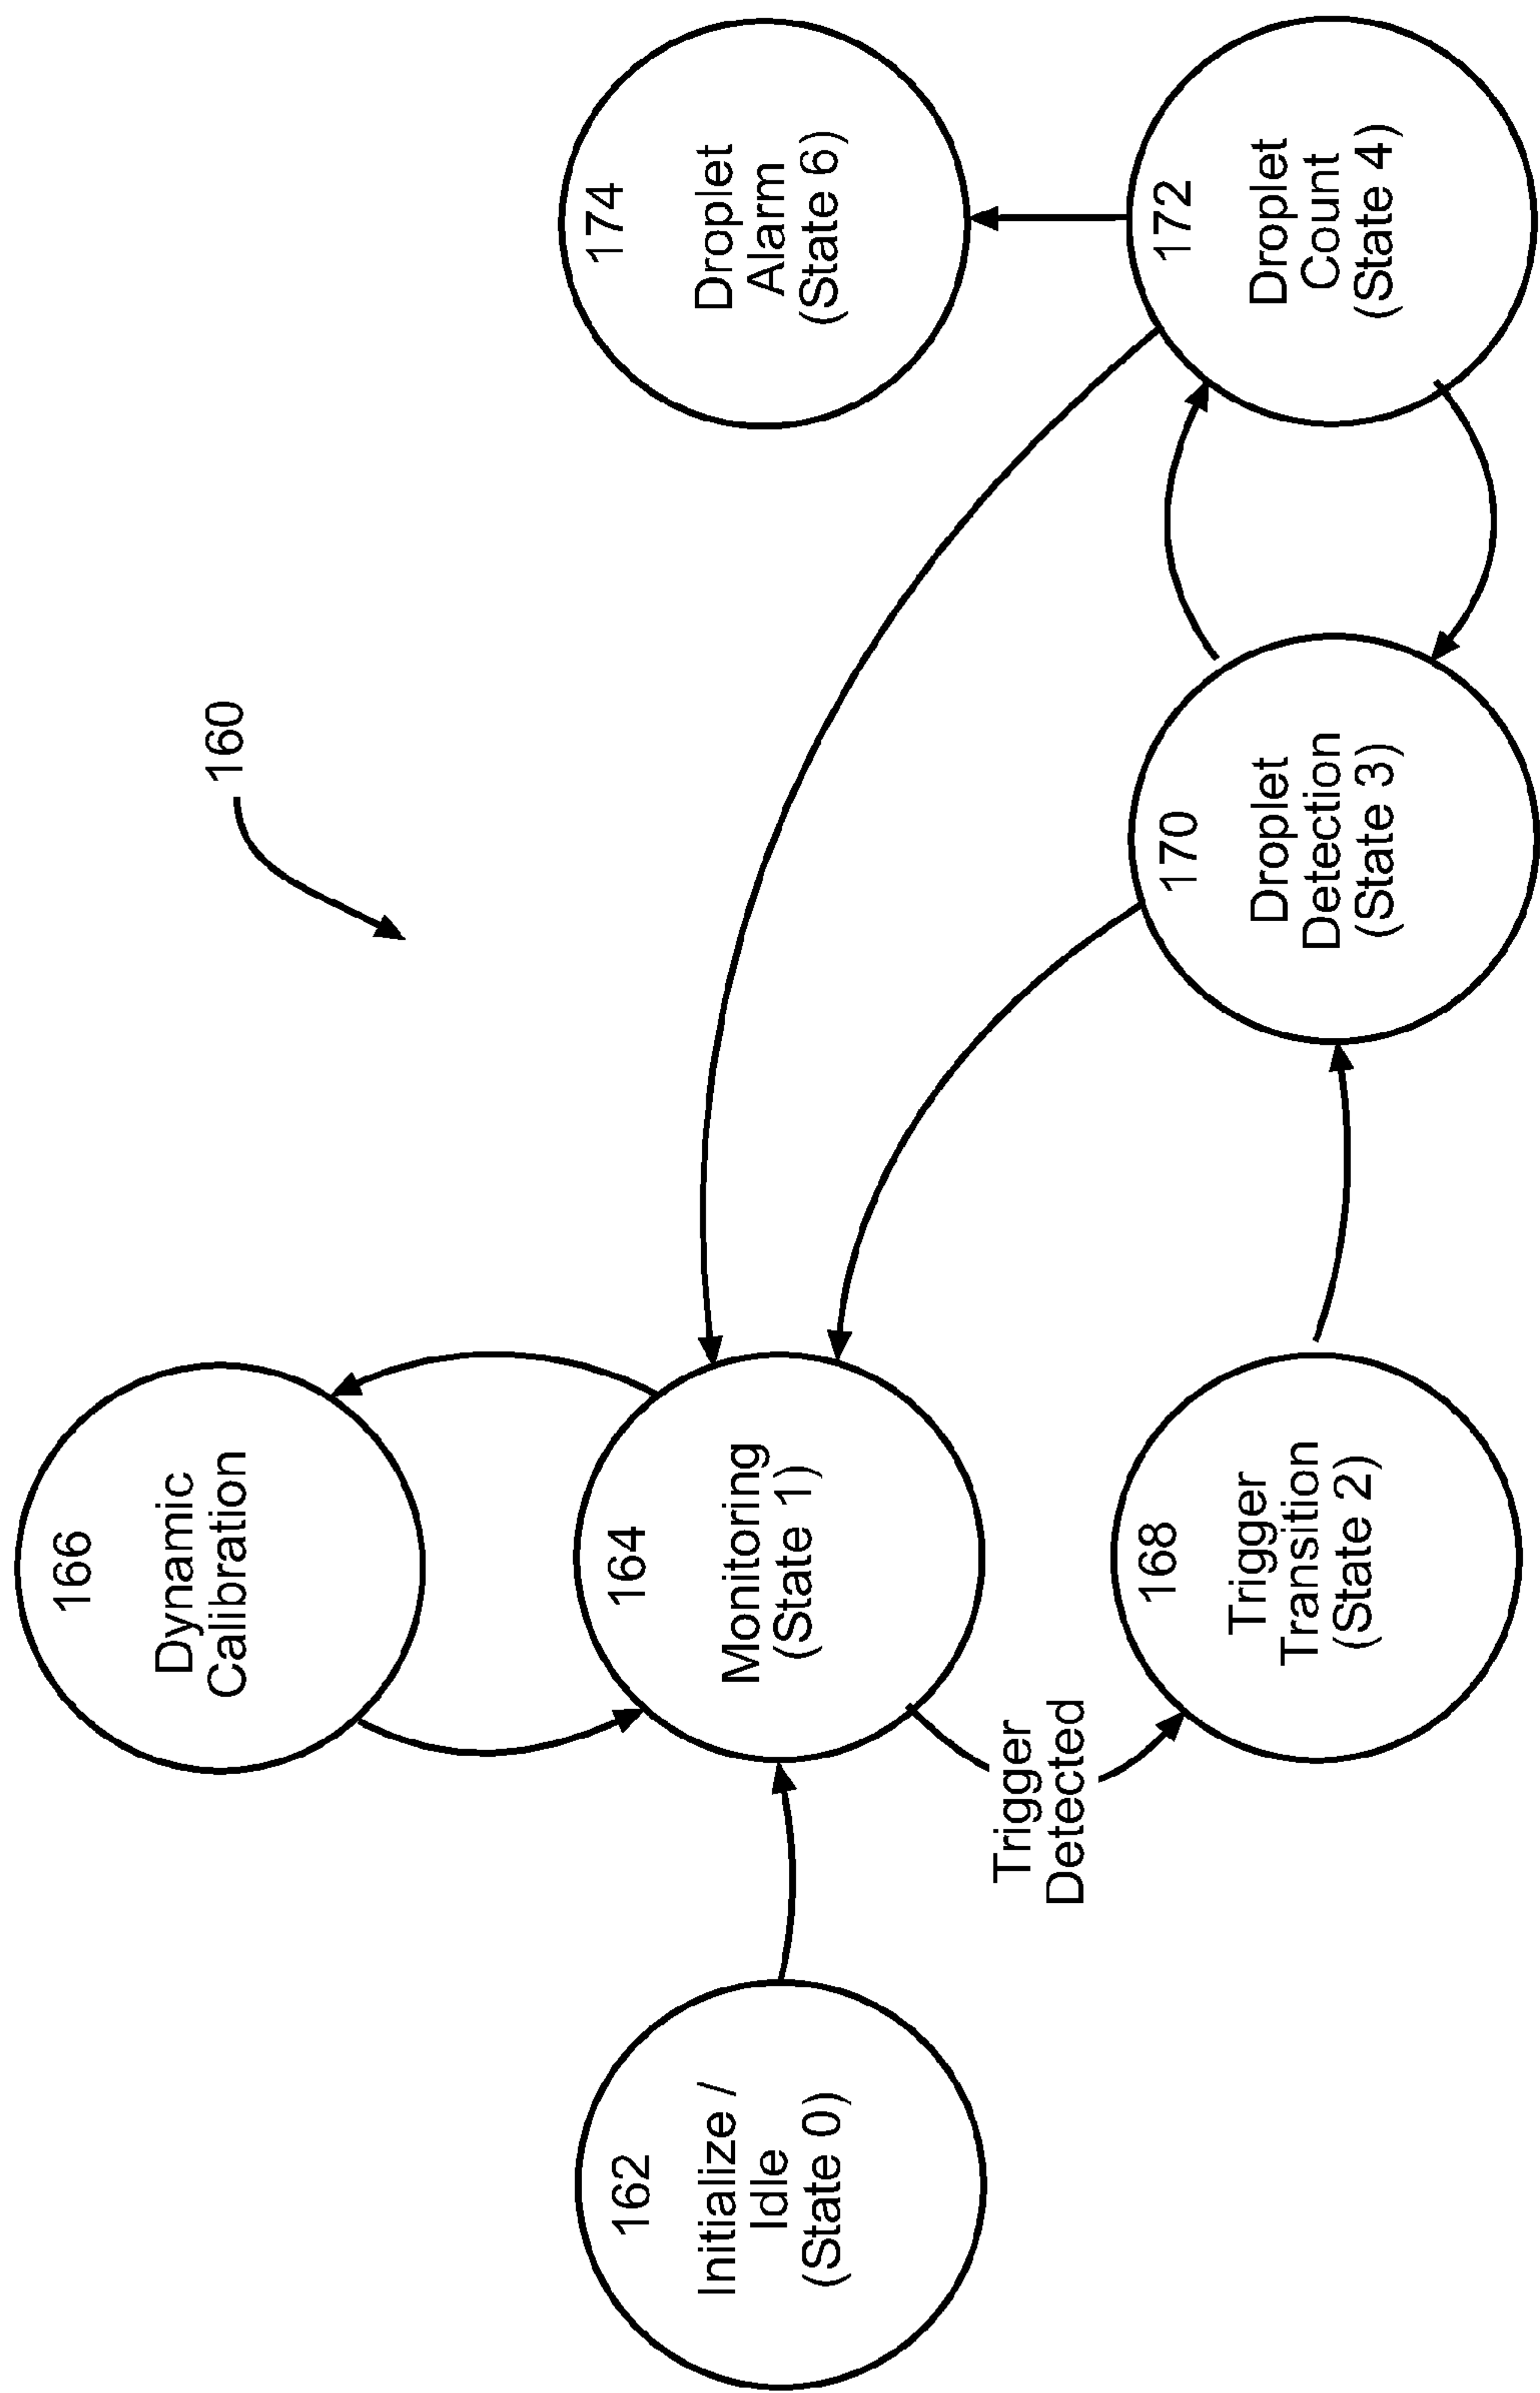 160
166
Dynamic
Calibration
162
Initialize /
Idle
(State 0)
164
Monitoring
(State 1)
174
Droplet
Alarm
(State 6)
Trigger
Detected
168
Trigger
Transition
(State 2)
170
Droplet
Detection
(State 3)
172
Droplet
Count
(State 4)